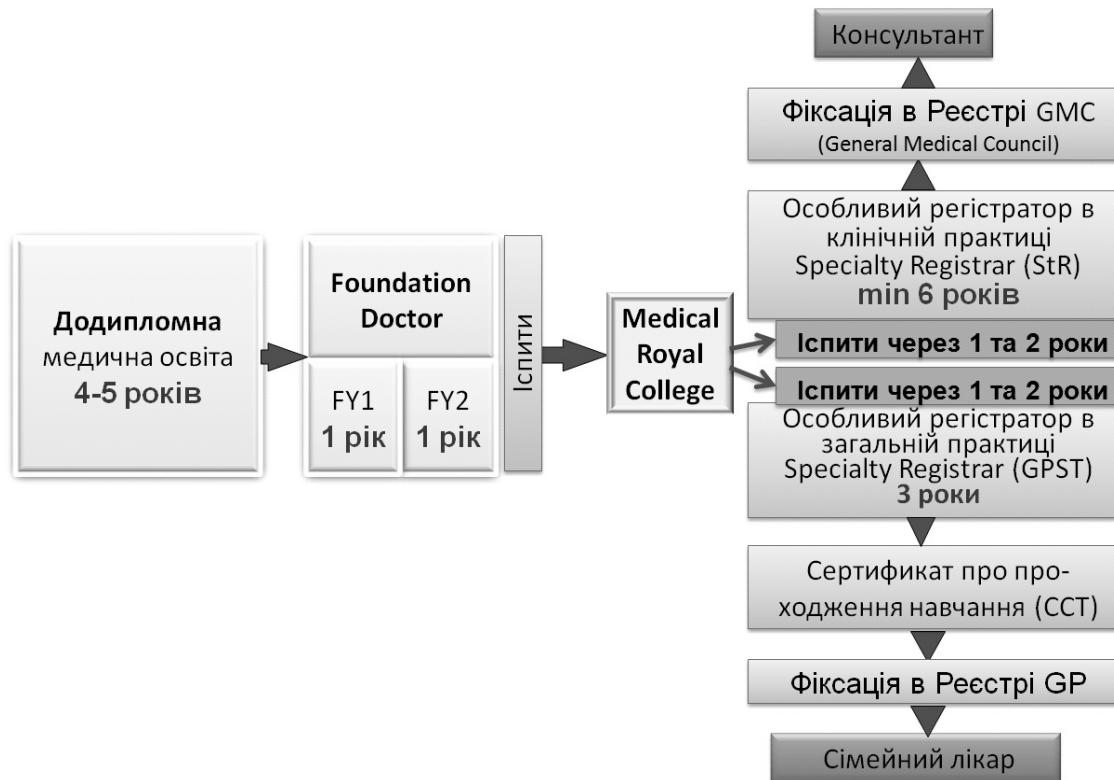 Додипломна
медична освіта
4-5 років
Foundation
Doctor
FY1
1 рік
FY2
1 рік
Іспити
Medical
Royal
College
Консультант
Фіксація в Реєстрі GMC
(General Medical Council)
Особливий регістратор в
клінічній практиці
Specialty Registrar (StR)
min 6 років
Іспити через 1 та 2 роки
Іспити через 1 та 2 роки
Особливий регістратор в
загальній практиці
Specialty Registrar (GPST)
3 роки
Сертификат про про-
ходження навчання (CCT)
Фіксація в Реєстрі GP
Сімейний лікар